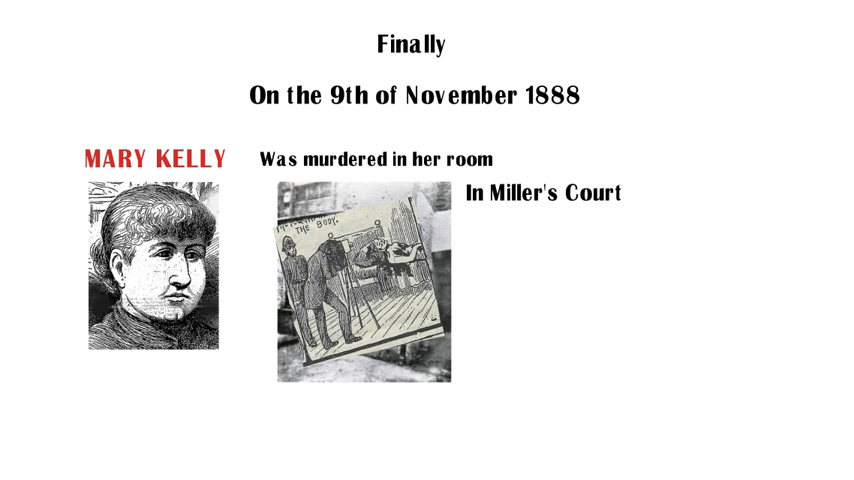 Finally
On the 9th of November 1888
MARY KELLY
Was murdered in her room
In Miller's Court
THE BODY.